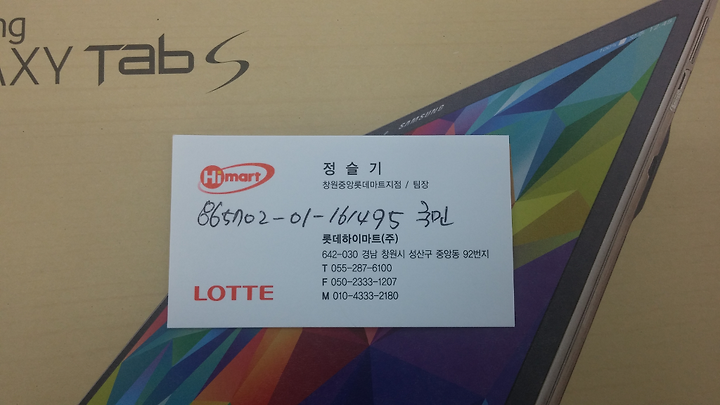 ng
AXY Tab S
SAMSUNG
Himart
정 슬 기
창원중앙롯데마트지점 / 팀장
865702-01-161495 국민
롯데하이마트(주)
642-030 경남 창원시 성산구 중앙동 92번지
T 055-287-6100
F 050-2333-1207
M 010-4333-2180
LOTTE